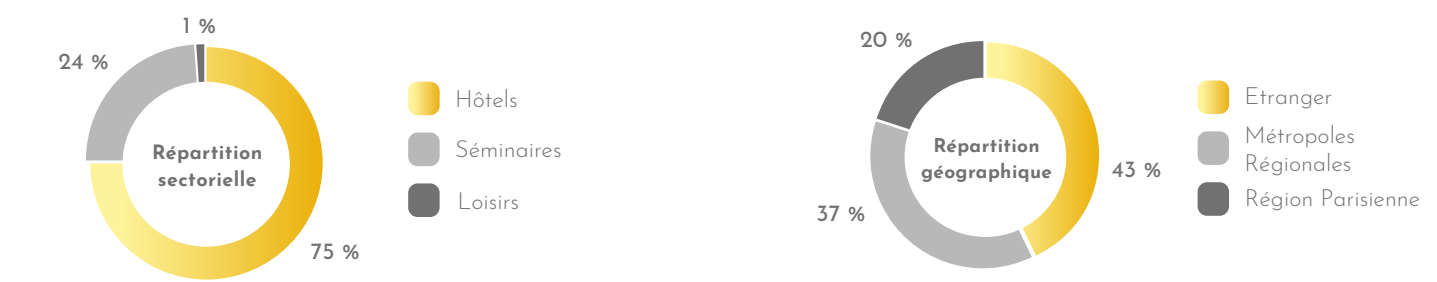 1 %
24 %
75 %
Répartition
sectorielle
Hôtels
Séminaires
Loisirs
20 %
43 %
37 %
Répartition
géographique
Etranger
Métropoles
Régionales
Région Parisienne